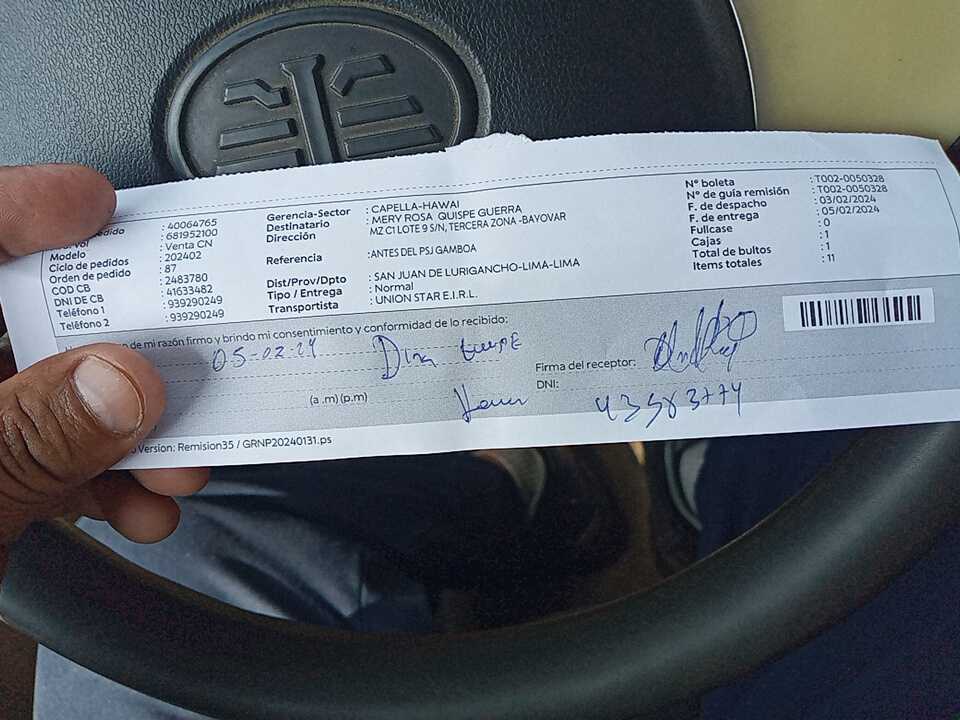 edido : 40064765
Vol : 681952100
Modelo : Venta CN
Ciclo de pedidos : 202402
Orden de pedido : 87
COD CB : 2483780
DNI DE CB : 41633482
Teléfono 1 : 939290249
Teléfono 2 : 939290249
Gerencia-Sector : CAPELLA-HAWAI
Destinatario : MERY ROSA QUISPE GUERRA
Dirección : MZ C1 LOTE 9 S/N, TERCERA ZONA -BAYOVAR
Referencia : ANTES DEL PSJ GAMBOA
Dist/Prov/Dpto : SAN JUAN DE LURIGANCHO-LIMA-LIMA
Tipo / Entrega : Normal
Transportista : UNION STAR E.I.R.L.
N° boleta : T002-0050328
N° de guía remisión : T002-0050328
F. de despacho : 03/02/2024
F. de entrega : 05/02/2024
Fullcase : 0
Cajas : 1
Total de bultos : 1
Items totales : 11
de mi razón firmo y brindo mi consentimiento y conformidad de lo recibido:
05-02-24
Firma del receptor:
(a .m)(p.m)
DNI:
Version: Remision35 / GRNP20240131.ps